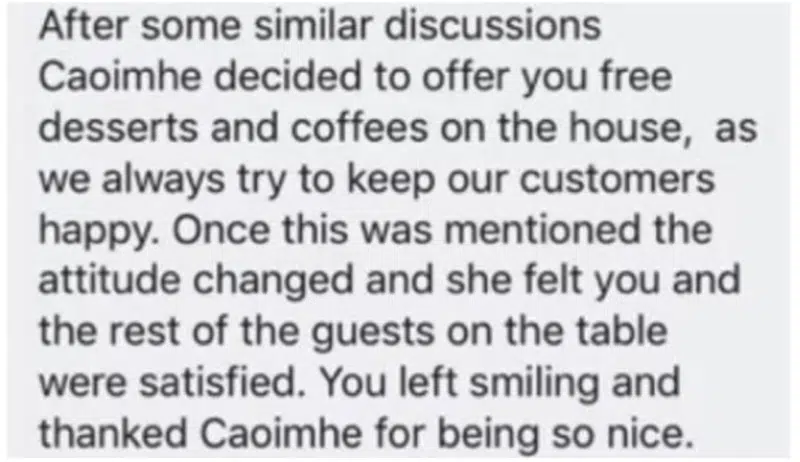 After some similar discussions
Caoimhe decided to offer you free
desserts and coffees on the house,  as
we always try to keep our customers
happy. Once this was mentioned the
attitude changed and she felt you and
the rest of the guests on the table
were satisfied. You left smiling and
thanked Caoimhe for being so nice.